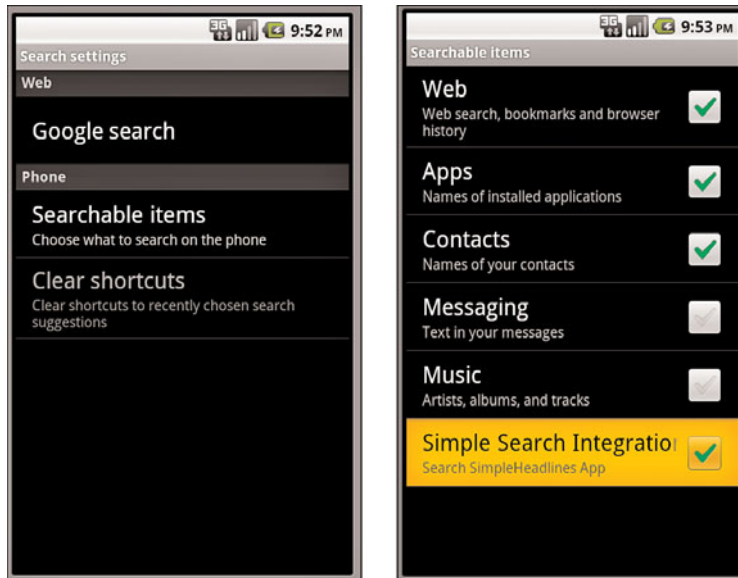 3G 9:52 PM
Search settings
Web
Google search
Phone
Searchable items
Choose what to search on the phone
Clear shortcuts
Clear shortcuts to recently chosen search
suggestions
3G 9:53 PM
Searchable items
Web
Web search, bookmarks and browser
history
Apps
Names of installed applications
Contacts
Names of your contacts
Messaging
Text in your messages
Music
Artists, albums, and tracks
Simple Search Integration
Search SimpleHeadlines App